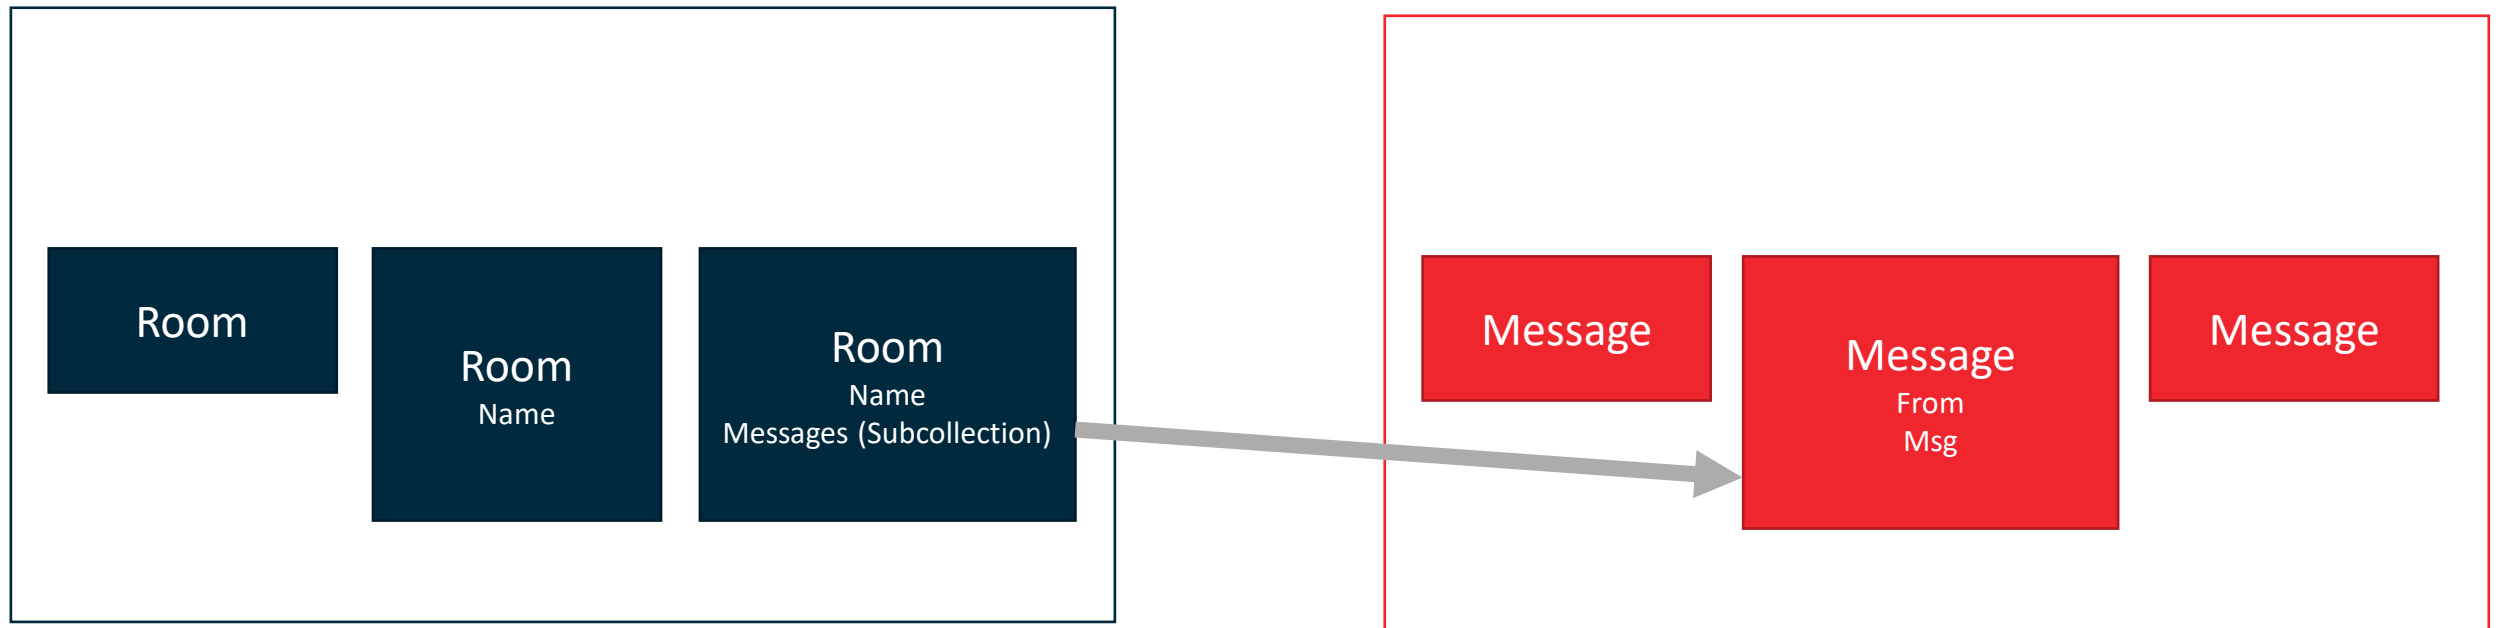 Room
Room
Name
Room
Name
Messages (Subcollection)
Message
Message
From
Msg
Message